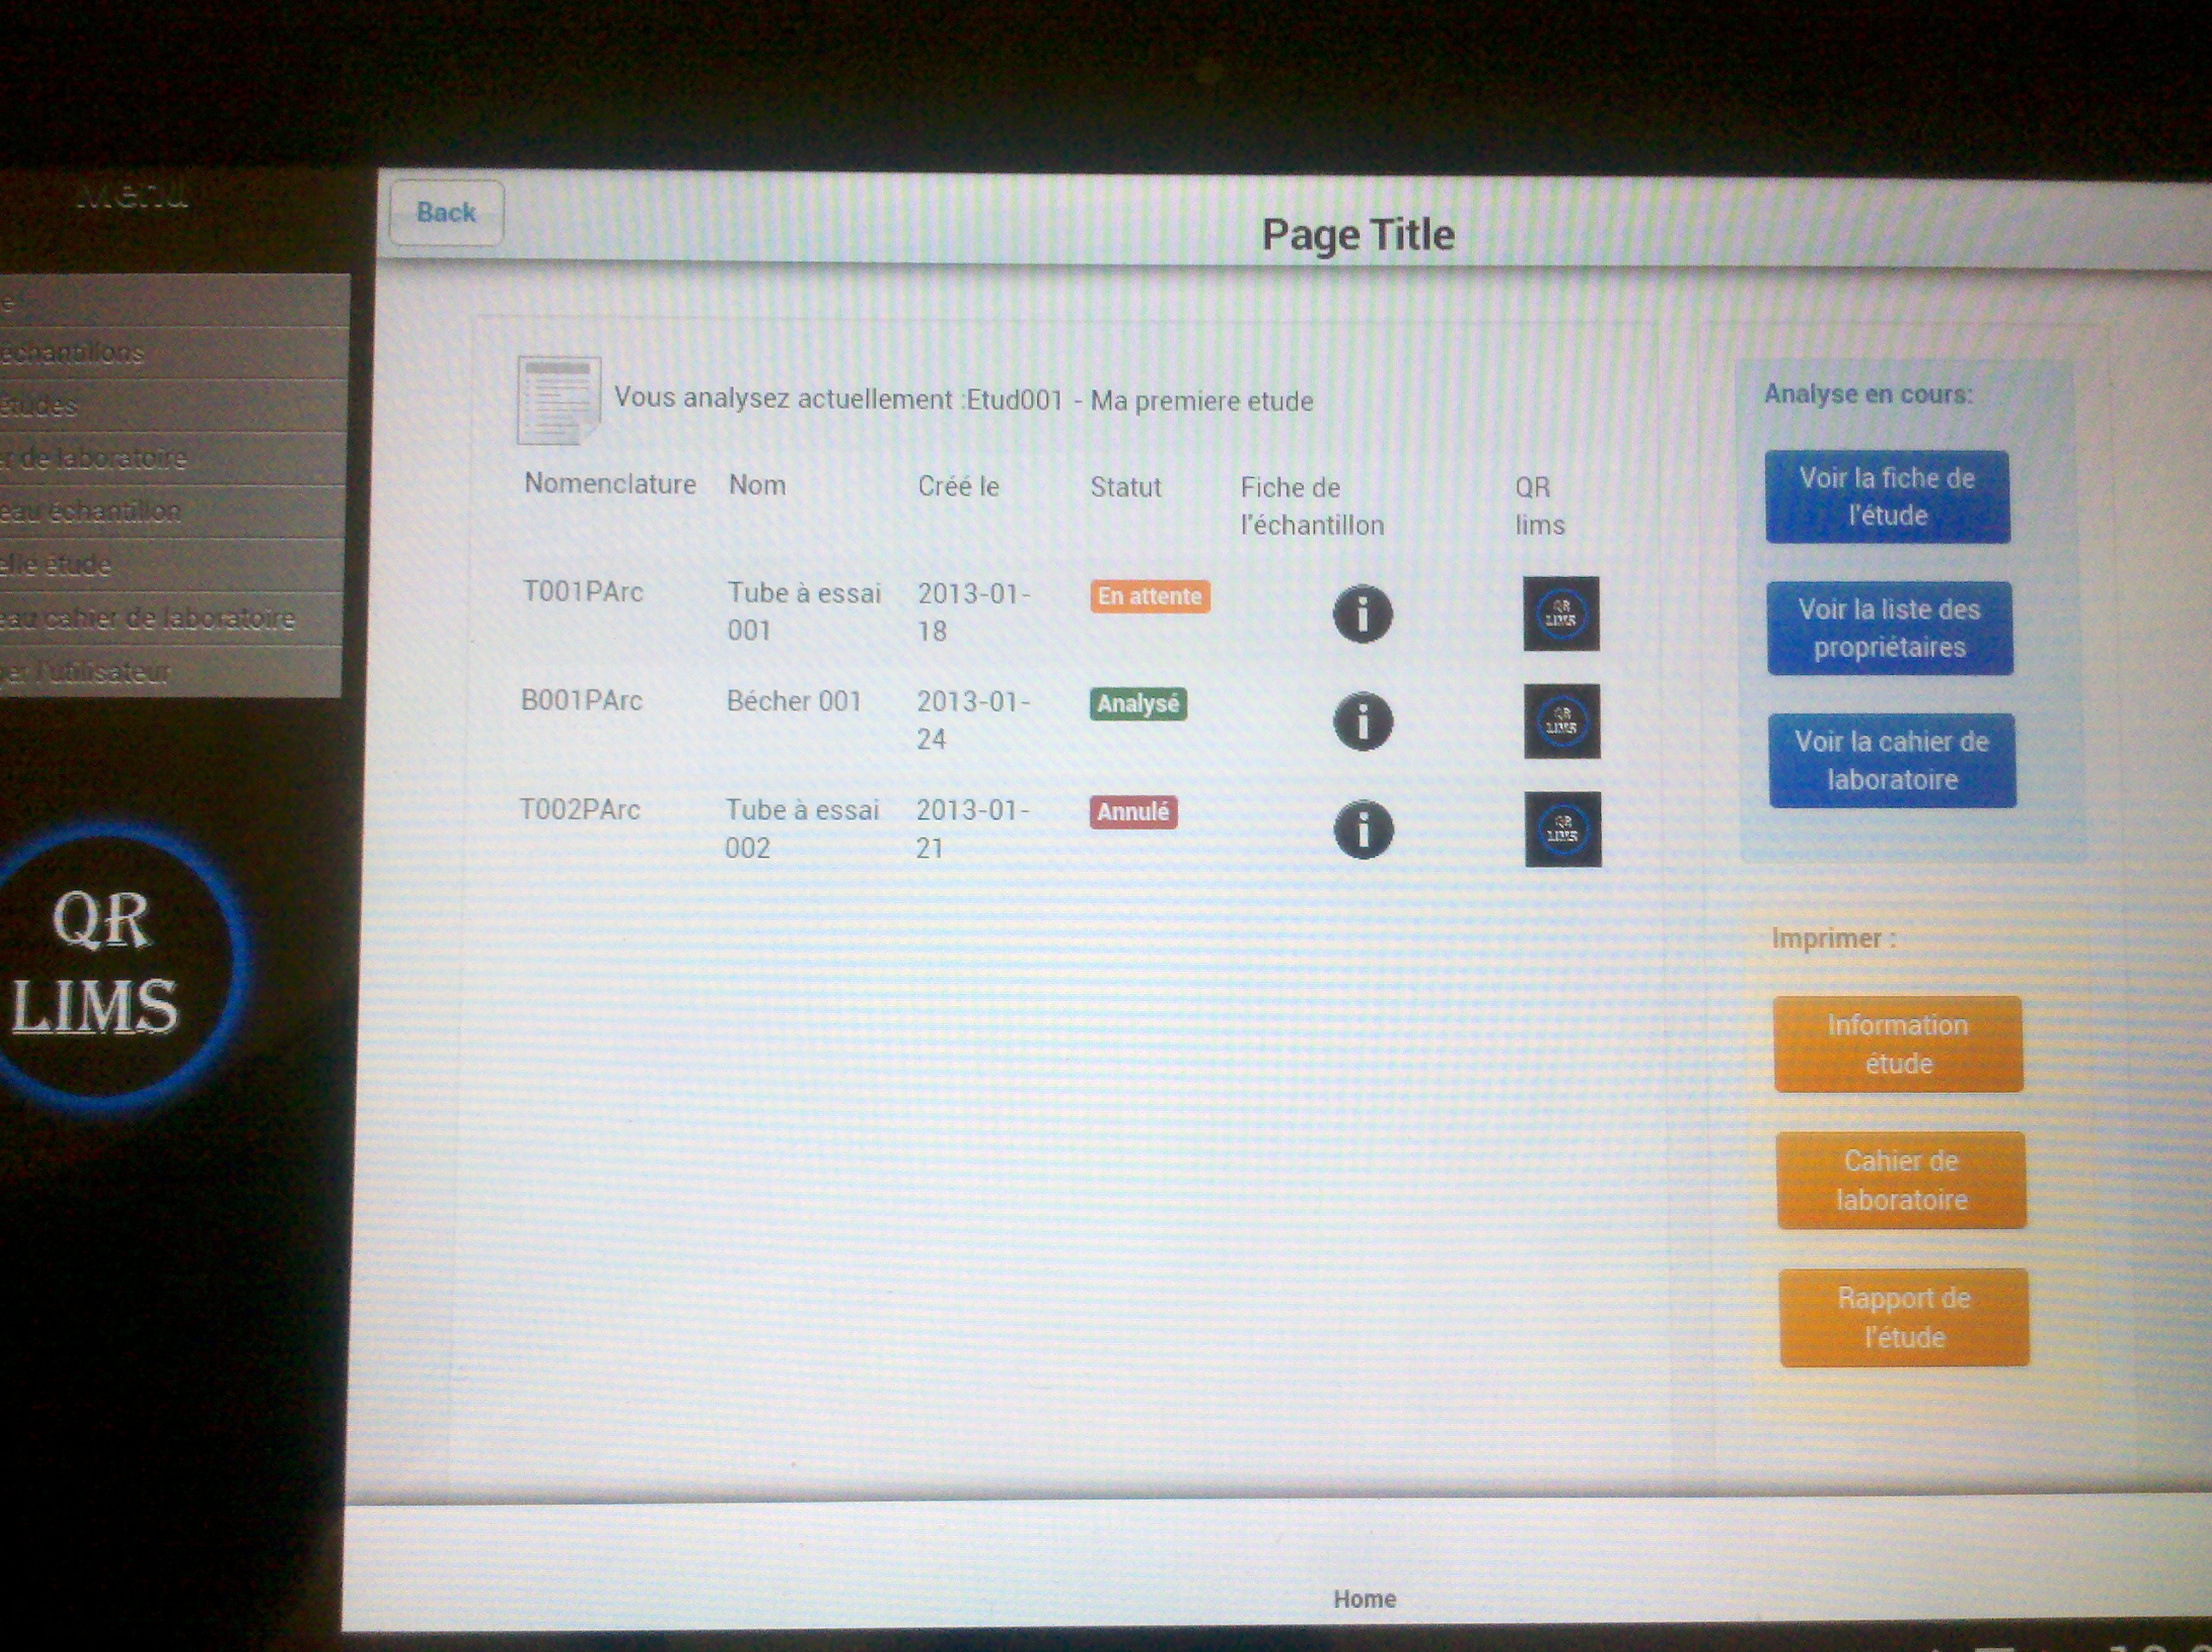 Menu
échantillons
études
de laboratoire
échantillon
étude
cahier de laboratoire
l'utilisateur
QR
LIMS
Back
Page Title
Vous analysez actuellement :Etud001 - Ma premiere etude
Nomenclature Nom Créé le Statut Fiche de QR
l'échantillon lims
T001PArc Tube à essai 2013-01- En attente QR
001 18 LIMS
B001PArc Bécher 001 2013-01- Analysé QR
24 LIMS
T002PArc Tube à essai 2013-01- Annulé QR
002 21 LIMS
Analyse en cours:
Voir la fiche de
l'étude
Voir la liste des
propriétaires
Voir la cahier de
laboratoire
Imprimer :
Information
étude
Cahier de
laboratoire
Rapport de
l'étude
Home